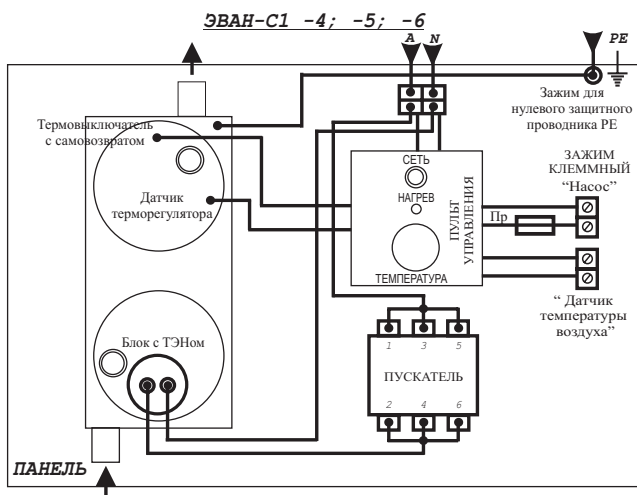 ЭВАН-С1 -4; -5; -6
A N PE
Зажим для
нулевого защитного
проводника РЕ
Термовыключатель
с самовозвратом
Датчик
терморегулятора
СЕТЬ
НАГРЕВ
ТЕМПЕРАТУРА
ПУЛЬТ
УПРАВЛЕНИЯ
Пр
ЗАЖИМ
КЛЕММНЫЙ
“Насос”
“ Датчик
температуры
воздуха”
Блок с ТЭНом
1 3 5
ПУСКАТЕЛЬ
2 4 6
ПАНЕЛЬ